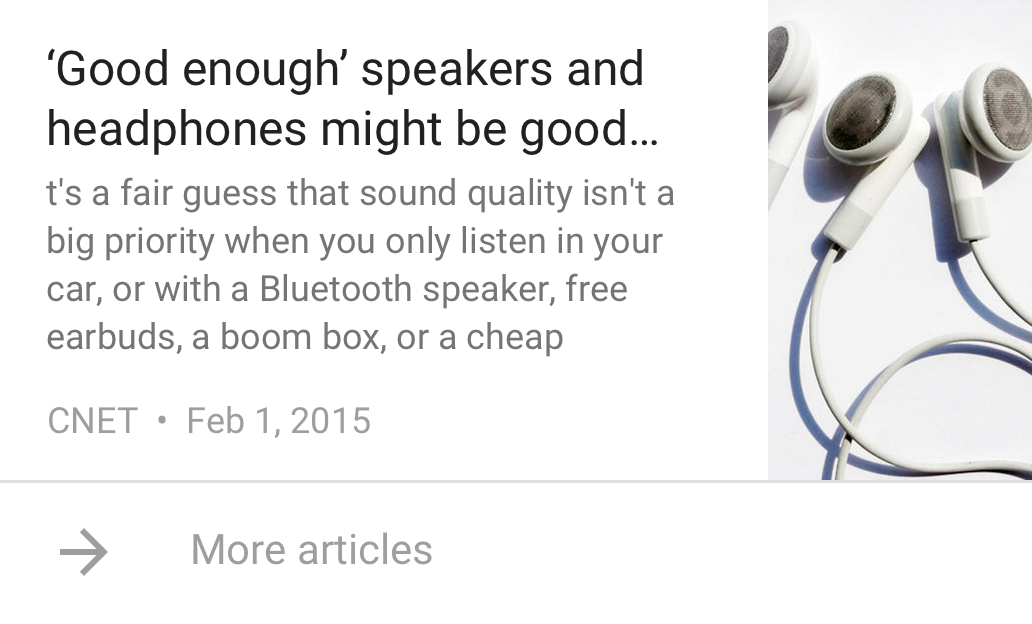 ‘Good enough’ speakers and
headphones might be good...
t's a fair guess that sound quality isn't a
big priority when you only listen in your
car, or with a Bluetooth speaker, free
earbuds, a boom box, or a cheap
CNET • Feb 1, 2015
More articles